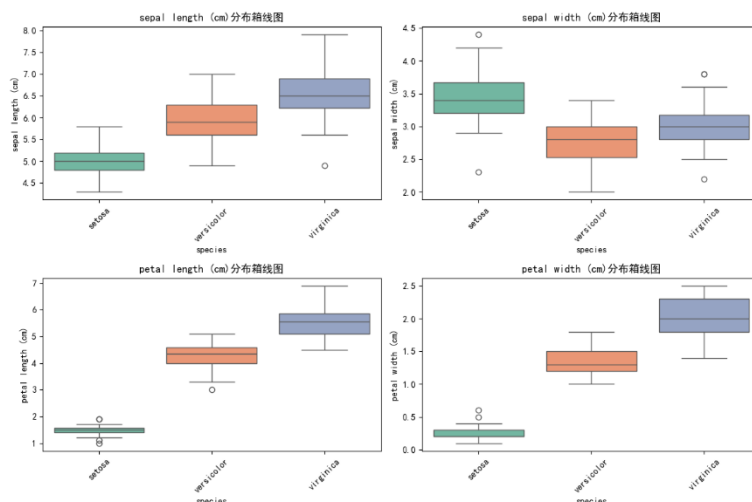 sepal length (cm)分布箱线图
sepal length (cm)
8.0
7.5
7.0
6.5
6.0
5.5
5.0
4.5
setosa
versicolor
virginica
species
sepal width (cm)分布箱线图
sepal width (cm)
4.5
4.0
3.5
3.0
2.5
2.0
setosa
versicolor
virginica
species
petal length (cm)分布箱线图
petal length (cm)
7
6
5
4
3
2
1
setosa
versicolor
virginica
species
petal width (cm)分布箱线图
petal width (cm)
2.5
2.0
1.5
1.0
0.5
0.0
setosa
versicolor
virginica
species